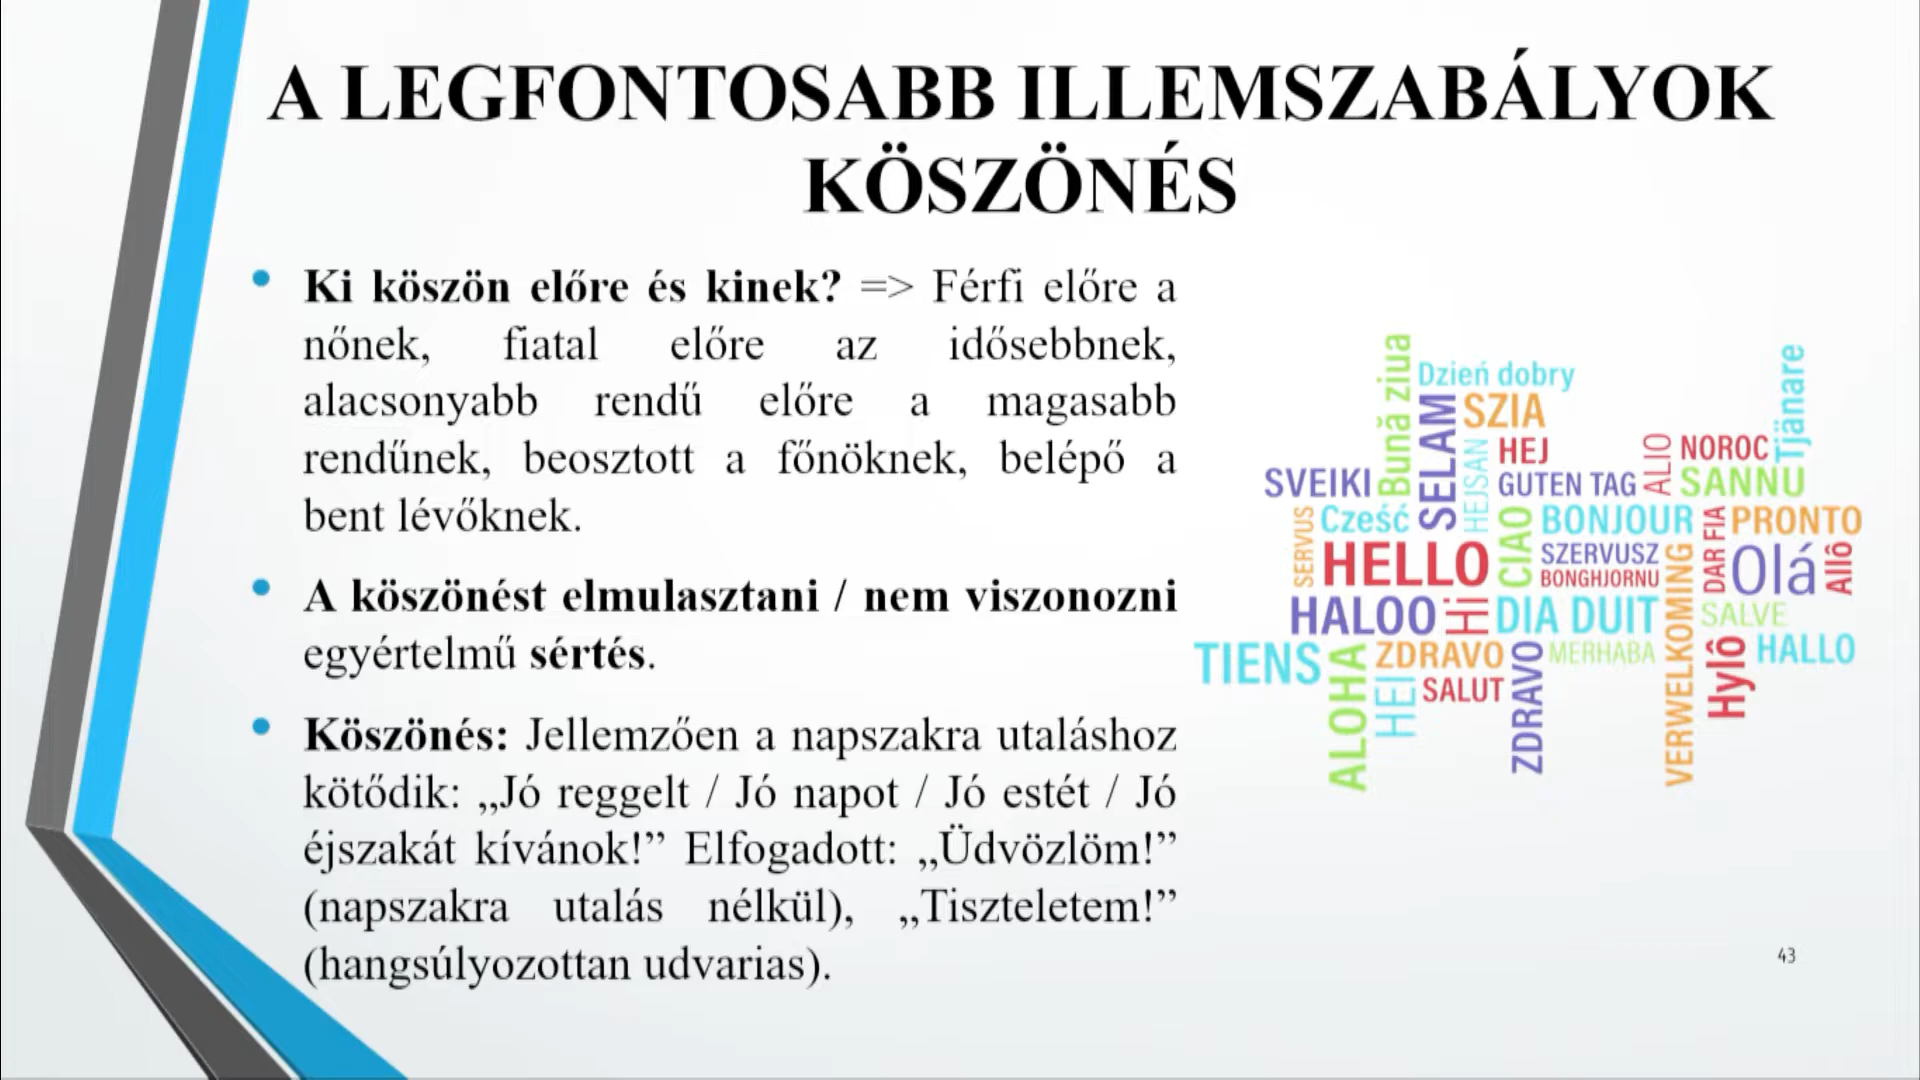 A LEGFONTOSABB ILLEMSZABÁLYOK
KÖSZÖNÉS
• Ki köszön előre és kinek? => Férfi előre a
nőnek, fiatal előre az idősebbnek,
alacsonyabb rendű előre a magasabb
rendűnek, beosztott a főnöknek, belépő a
bent lévőknek.
• A köszönést elmulasztani / nem viszonozni
egyértelmű sértés.
• Köszönés: Jellemzően a napszakra utaláshoz
kötődik: „Jó reggelt / Jó napot / Jó estét / Jó
éjszakát kívánok!” Elfogadott: „Üdvözlöm!”
(napszakra utalás nélkül), „Tiszteletem!”
(hangsúlyozottan udvarias).
Bună ziua
Dzień dobry
SELAM
SZIA
HEJSAN
HEJ
ALIO
NOROC
Tjänare
SVEIKI
GUTEN TAG
SANNU
SERVUS
Cześć
CIAO
BONJOUR
DAR FIA
PRONTO
HELLO
SZERVUSZ
BONGHJORNU
VERWELKOMING
Olá
Allô
HALOO
Hi
DIA DUIT
SALVE
TIENS
ALOHA
ZDRAVO
HEI
SALUT
ZDRAVO
MERHABA
Hylô
HALLO
43